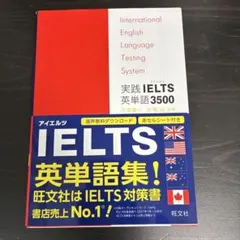 International
English
Language
Testing
System
実践IELTS
英単語3500
アイエルツ
音声無料ダウンロード
赤セルシート付き
IELTS
英単語集!
旺文社は IELTS 対策書
書店売上 No.1!
旺文社